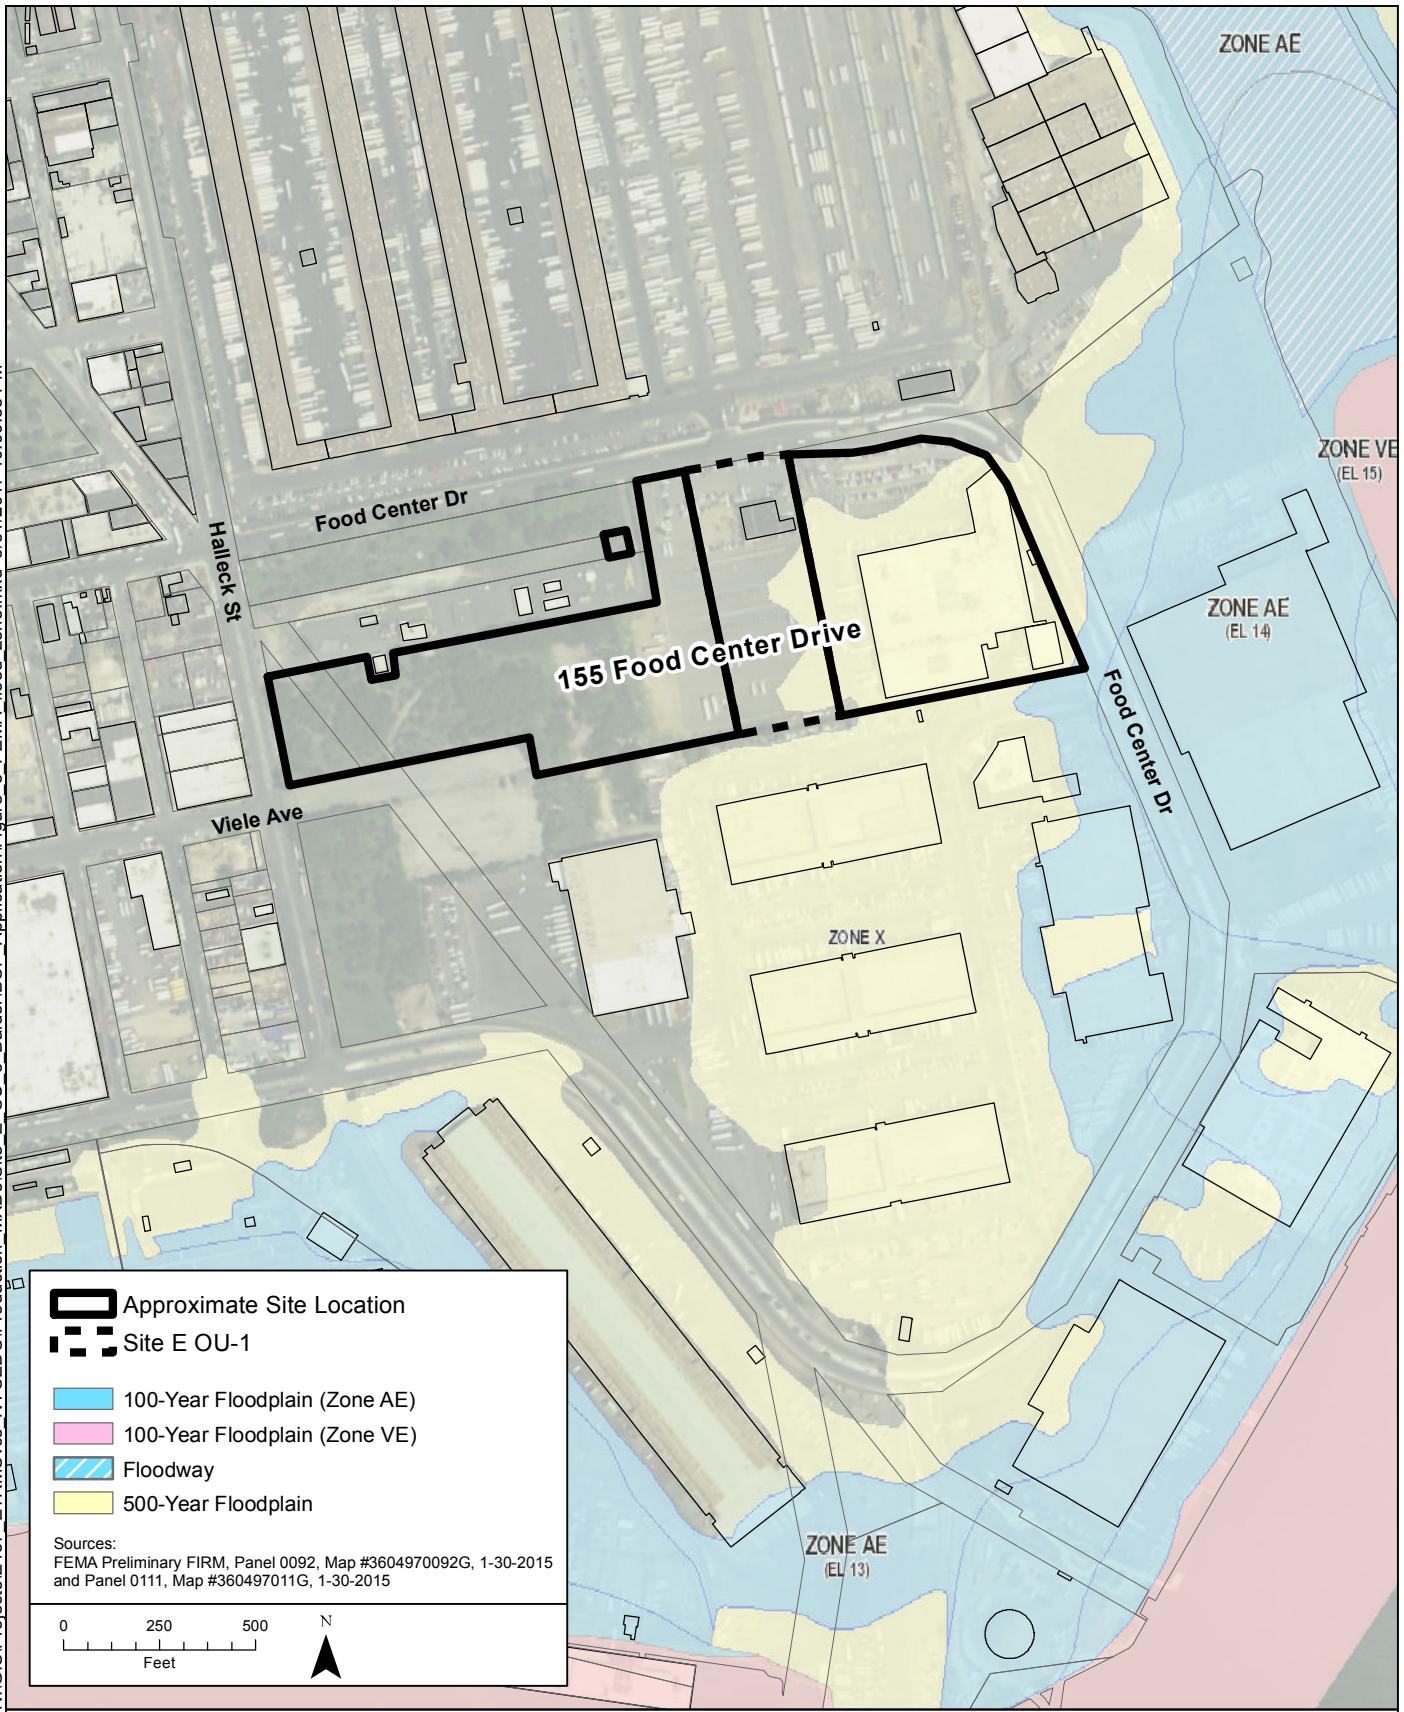 ZONE AE
ZONE VE
(EL 15)
Food Center Dr
Halleck St
ZONE AE
(EL 14)
155 Food Center Drive
Food Center Dr
Viele Ave
ZONE X
Approximate Site Location
Site E OU-1
100-Year Floodplain (Zone AE)
100-Year Floodplain (Zone VE)
Floodway
500-Year Floodplain
Sources:
FEMA Preliminary FIRM, Panel 0092, Map #3604970092G, 1-30-2015
and Panel 0111, Map #360497011G, 1-30-2015
ZONE AE
(EL 13)
0 250 500
Feet
N